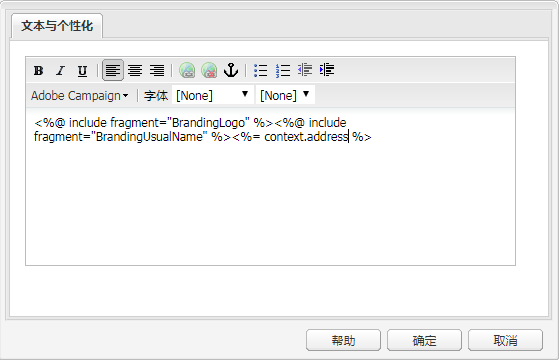 文本与个性化
B I U
Adobe Campaign 字体 [None] [None]
<%@ include fragment="BrandingLogo" %><%@ include
fragment="BrandingUsualName" %><%= context.address %>
帮助 确定 取消